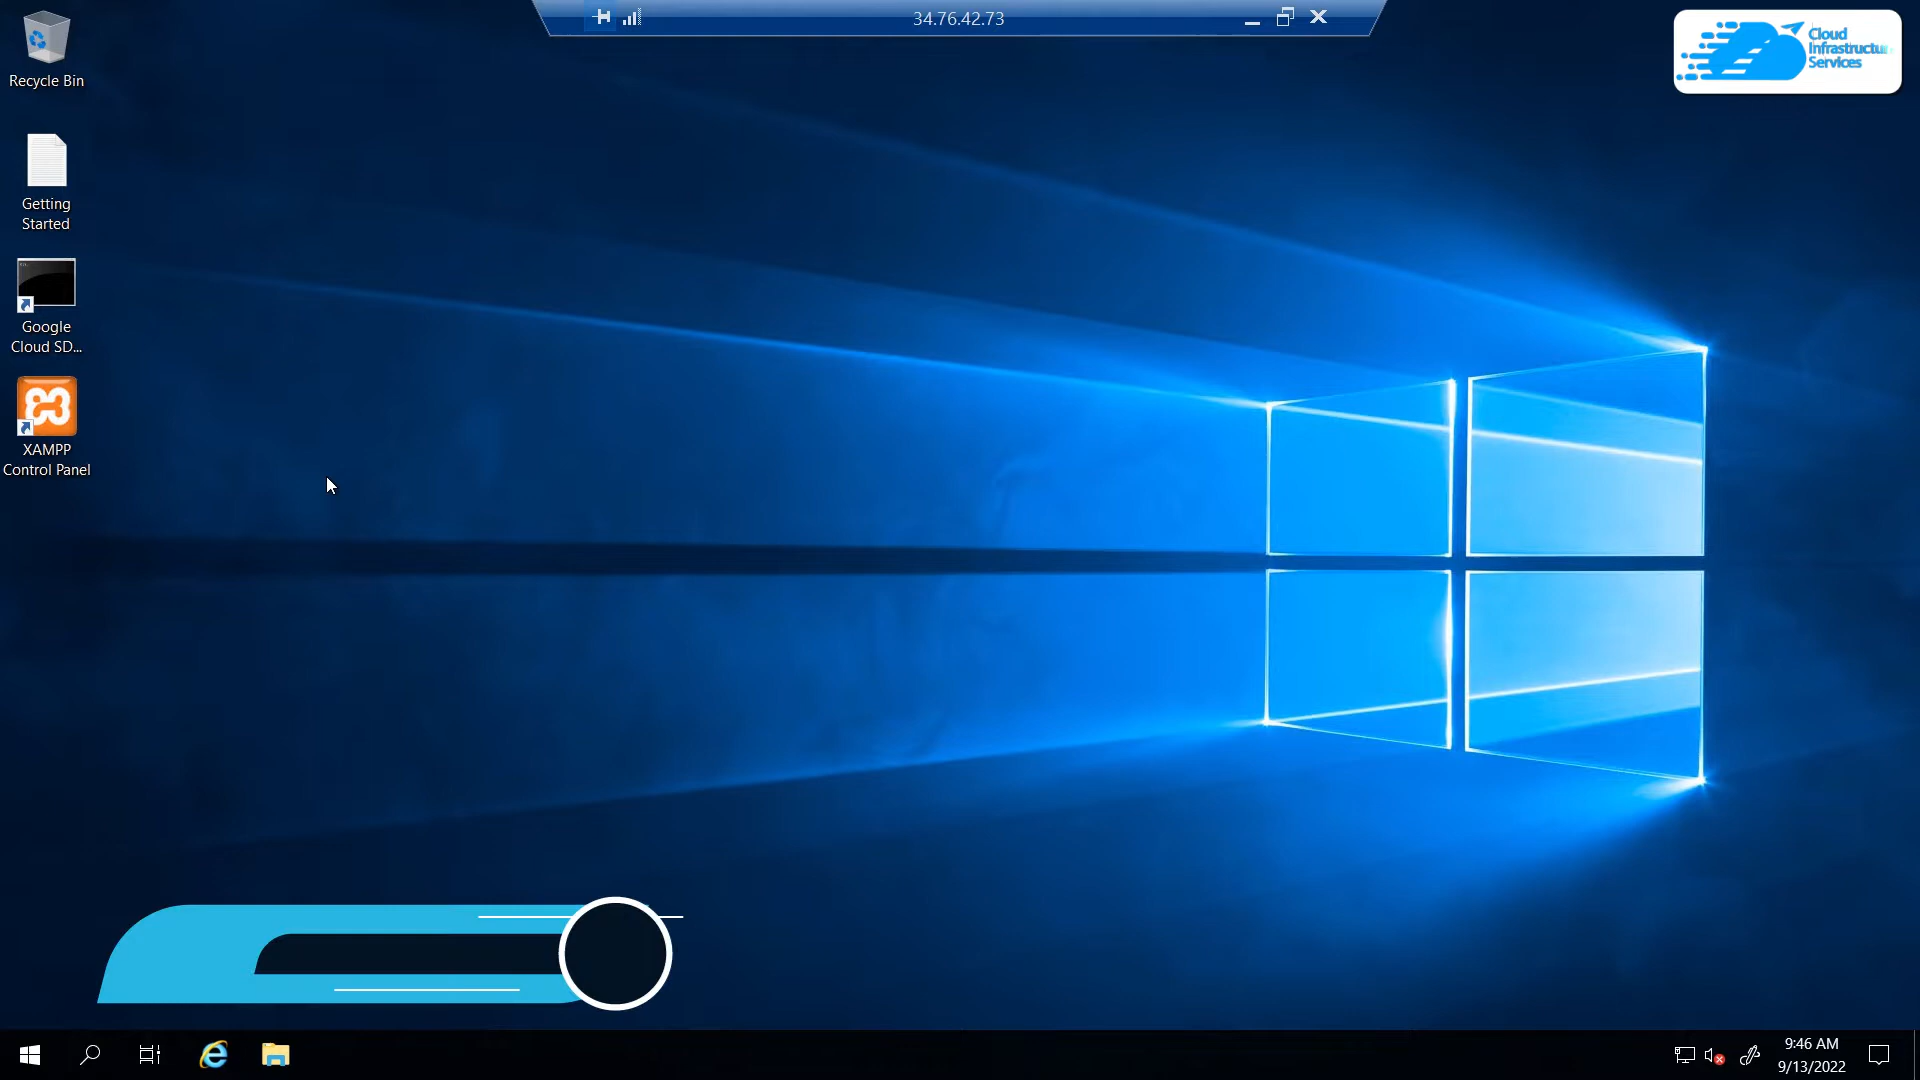 34.76.42.73
Cloud
Infrastructu
Services
Recycle Bin
Getting
Started
Google
Cloud SD...
XAMPP
Control Panel
9:46 AM
9/13/2022